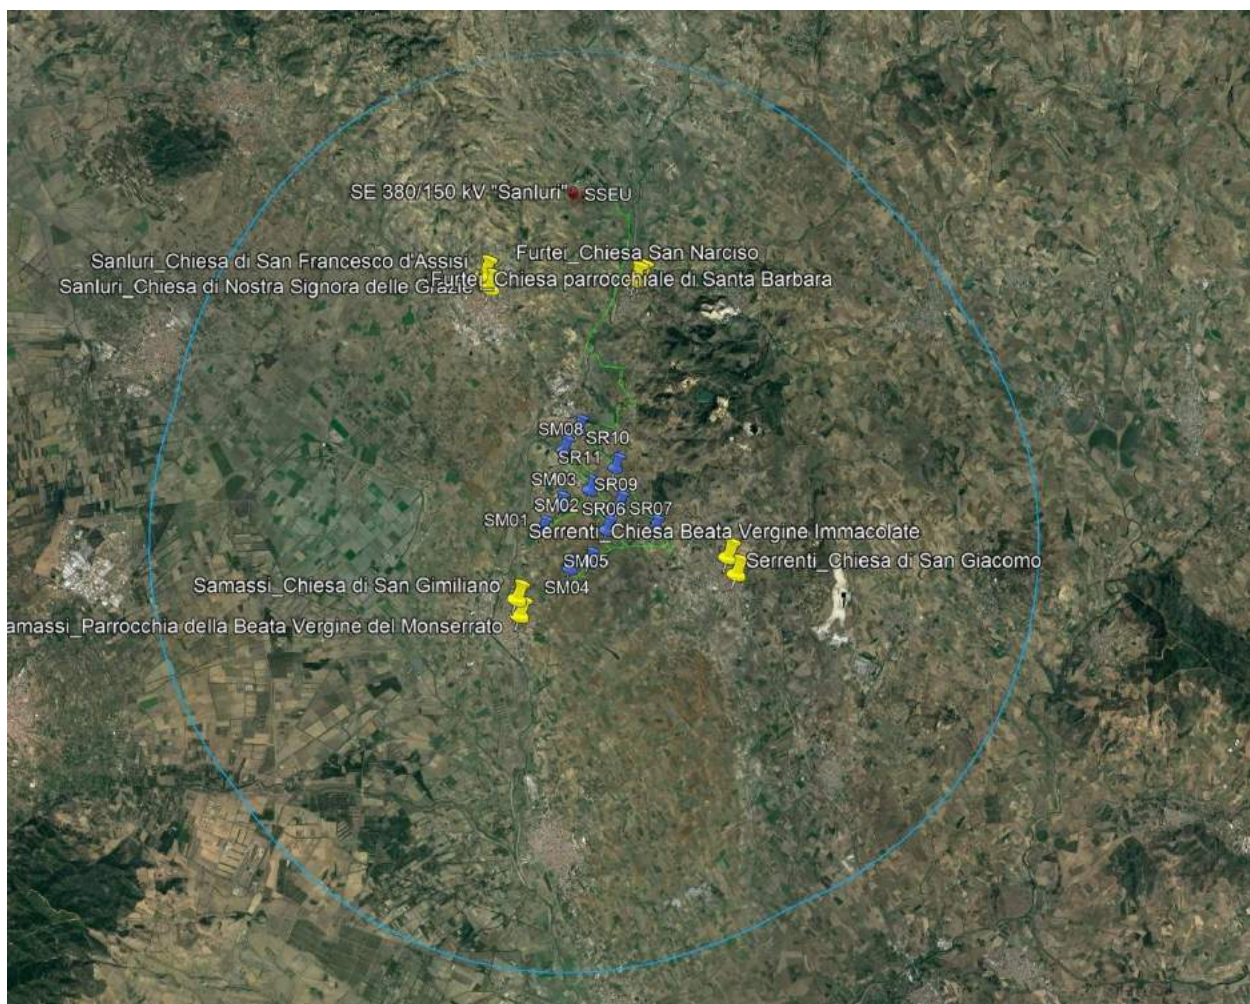 SE 380/150 kV "Sanluri"
SSEU
Furtei_Chiesa San Narciso
Sanluri_Chiesa di San Francesco d'Assisi
Furtei_Chiesa parrocchiale di Santa Barbara
Sanluri_Chiesa di Nostra Signora delle Grazie
SM08
SR10
SR11
SM03
SR09
SM02
SR06
SR07
SM01
Serrenti_Chiesa Beata Vergine Immacolate
SM05
Serrenti_Chiesa di San Giacomo
Samassi_Chiesa di San Gimiliano
SM04
amassi_Parrocchia della Beata Vergine del Monserrato